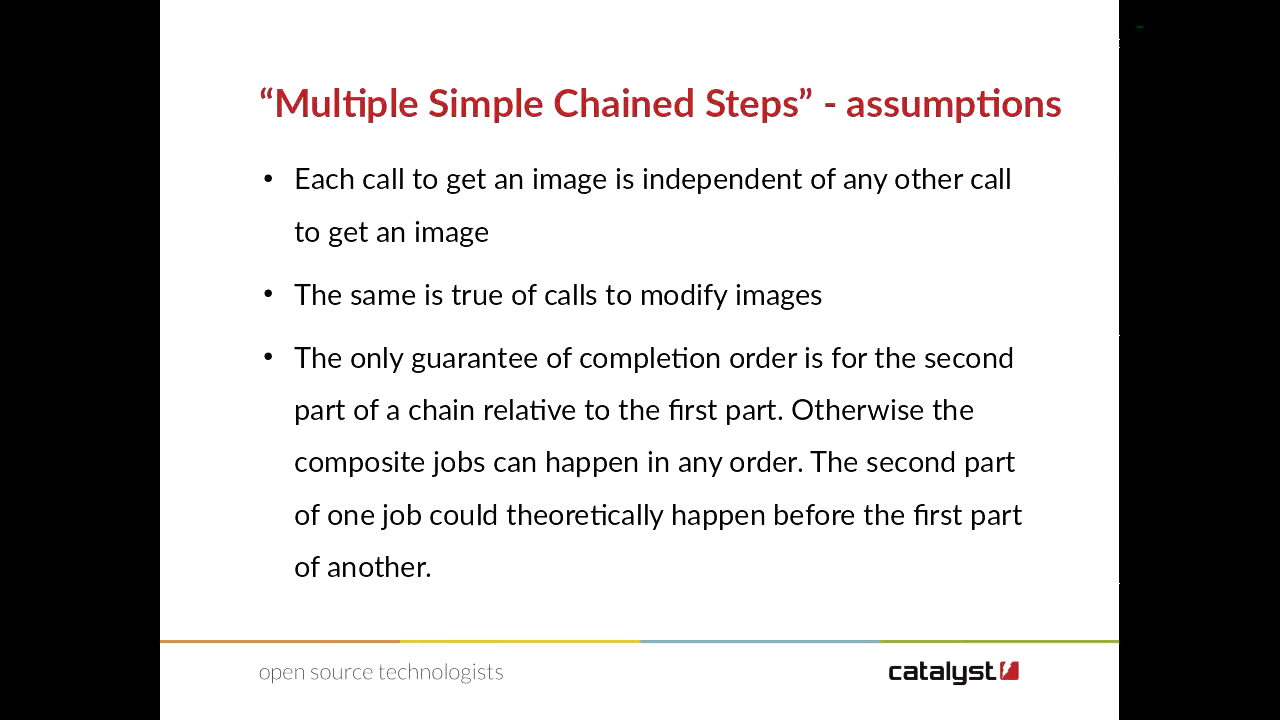 “Multiple Simple Chained Steps” - assumptions
• Each call to get an image is independent of any other call
to get an image
• The same is true of calls to modify images
• The only guarantee of completion order is for the second
part of a chain relative to the first part. Otherwise the
composite jobs can happen in any order. The second part
of one job could theoretically happen before the first part
of another.
open source technologists
catalyst